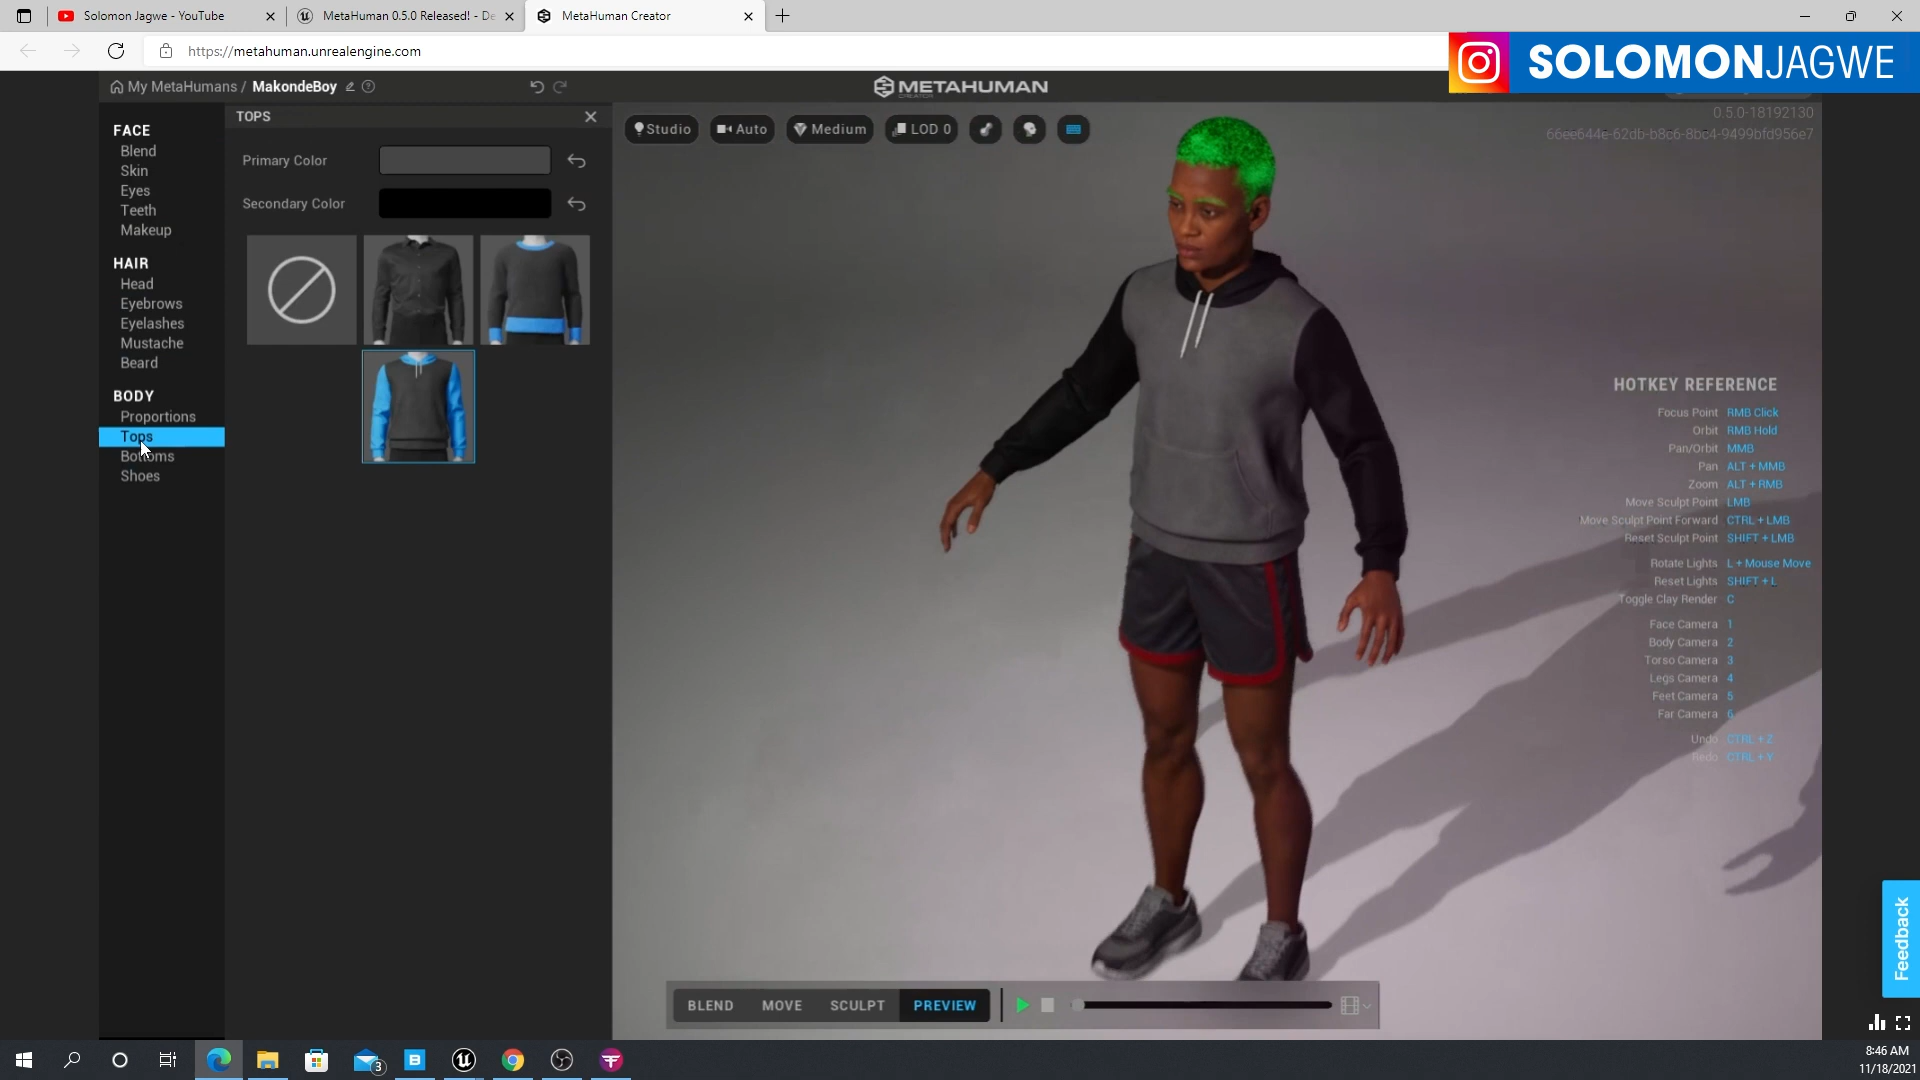 Solomon Jagwe - YouTube
MetaHuman 0.5.0 Released! - De
MetaHuman Creator
https://metahuman.unrealengine.com
SOLOMONJAGWE
My MetaHumans / MakondeBoy
METAHUMAN
CREATOR
0.5.0-18192130
66ee644e-62db-b8c6-8bc4-9499bfd956e7
FACE
Blend
Skin
Eyes
Teeth
Makeup
HAIR
Head
Eyebrows
Eyelashes
Mustache
Beard
BODY
Proportions
Tops
Bottoms
Shoes
TOPS
Primary Color
Secondary Color
Studio
Auto
Medium
LOD 0
HOTKEY REFERENCE
Focus Point RMB Click
Orbit RMB Hold
Pan/Orbit MMB
Pan ALT + MMB
Zoom ALT + RMB
Move Sculpt Point LMB
Move Sculpt Point Forward CTRL + LMB
Reset Sculpt Point SHIFT + LMB
Rotate Lights L + Mouse Move
Reset Lights SHIFT + L
Toggle Clay Render C
Face Camera 1
Body Camera 2
Torso Camera 3
Legs Camera 4
Feet Camera 5
Far Camera 6
Undo CTRL + Z
Redo CTRL + Y
Feedback
BLEND MOVE SCULPT PREVIEW
3
B
8:46 AM
11/18/2021